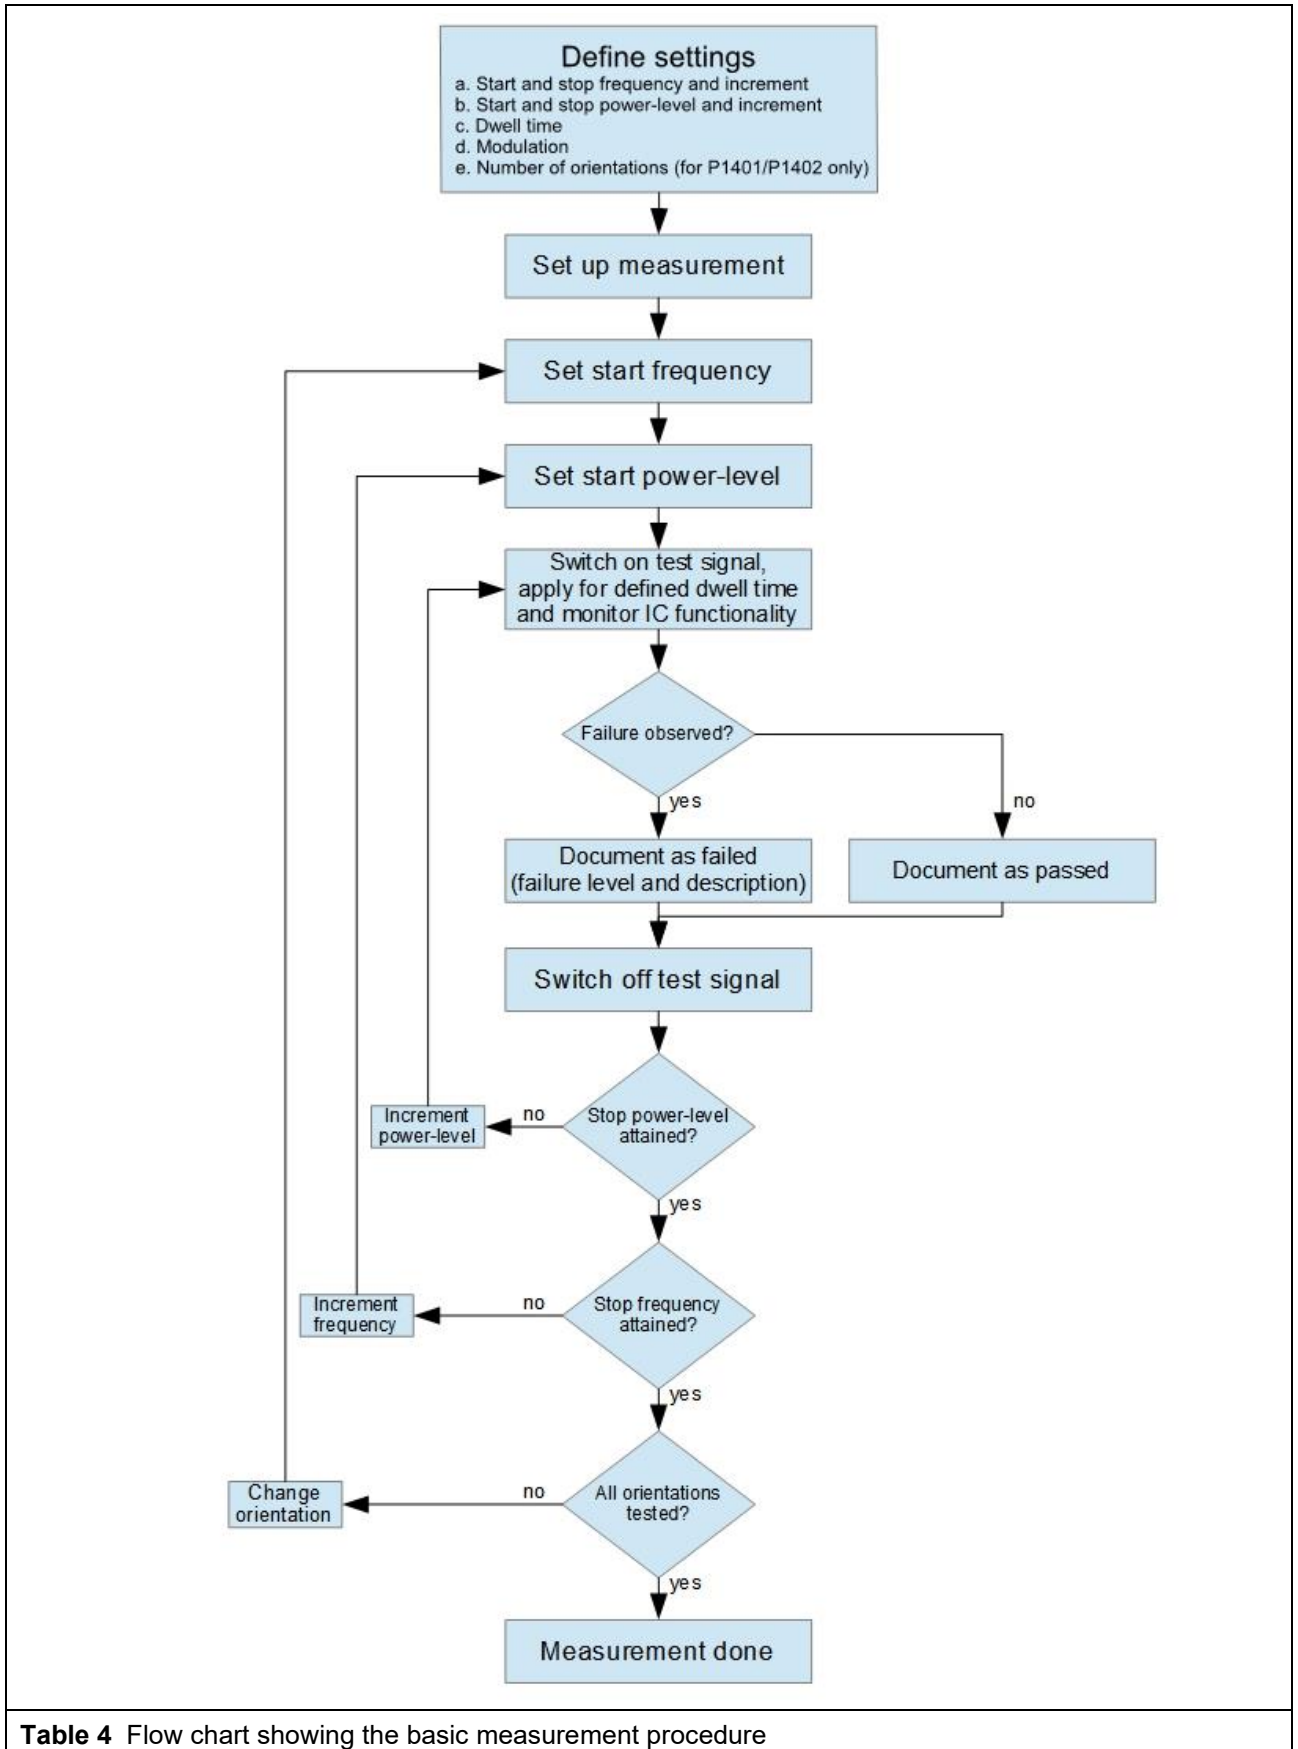 Define settings
a. Start and stop frequency and increment
b. Start and stop power-level and increment
c. Dwell time
d. Modulation
e. Number of orientations (for P1401/P1402 only)
Set up measurement
Set start frequency
Set start power-level
Switch on test signal,
apply for defined dwell time
and monitor IC functionality
Failure observed?
yes
no
Document as failed
(failure level and description)
Document as passed
Switch off test signal
Stop power-level
attained?
no
Increment
power-level
yes
Stop frequency
attained?
no
Increment
frequency
yes
All orientations
tested?
no
Change
orientation
yes
Measurement done
Table 4 Flow chart showing the basic measurement procedure